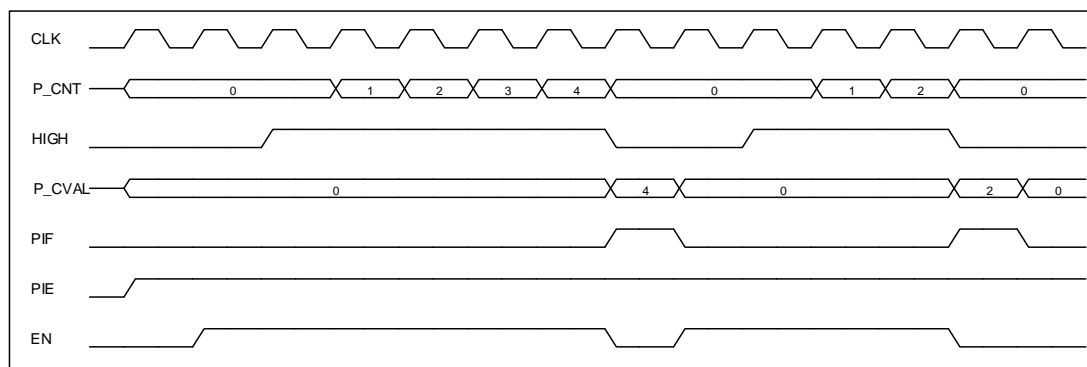 CLK
P_CNT 0 1 2 3 4 0 1 2 0
HIGH
P_CVAL 0 4 0 2 0
PIF
PIE
EN